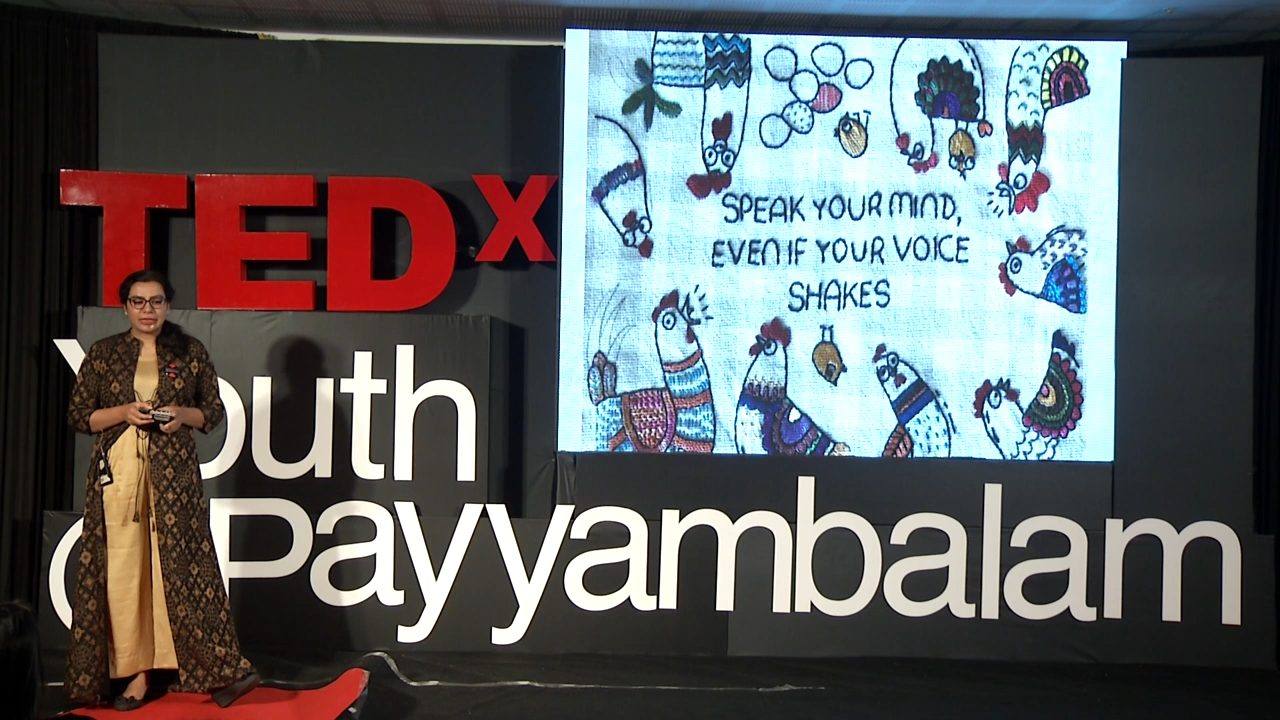 TEDx
Youth
@Payyambalam
SPEAK YOUR MIND,
EVEN IF YOUR VOICE
SHAKES